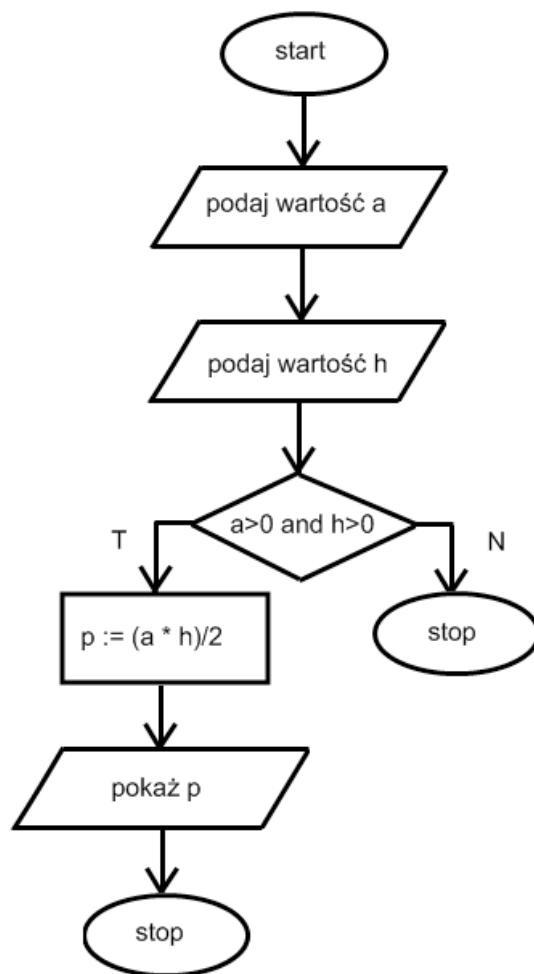 start
podaj wartość a
podaj wartość h
a>0 and h>0
T
N
p := (a * h)/2
stop
pokaż p
stop